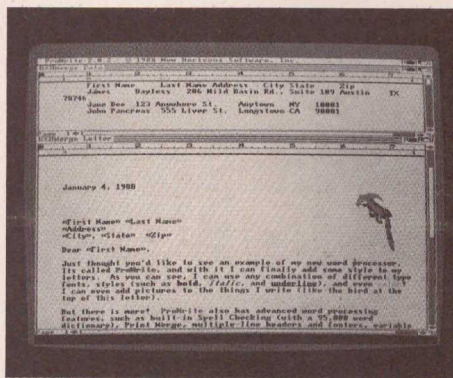 ProWrite 2.0.2 - © 1988 New Horizons Software, Inc.
Merge Data
First Name Last Name Address City State Zip
James Bayless 206 Wild Basin Rd., Suite 109 Austin TX
78746
Jane Doe 123 Anywhere St. Anytown NY 10001
John Pancreas 555 Liver St. Longstown CA 90001
Page 1
Merge Letter
January 4, 1988
«First Name» «Last Name»
«Address»
«City», «State» «Zip»
Dear «First Name»,
Just thought you'd like to see an example of my new word processor.
Its called ProWrite, and with it I can finally add some style to my
letters. As you can see, I can use any combination of different type
fonts, styles (such as bold, italic, and underline), and even
I can even add pictures to the things I write (like the bird at the
top of this letter).
But there is more! ProWrite also has advanced word processing
features, such as built-in Spell Checking (with a 95,000 word
dictionary), Print Merge, multiple-line headers and footers, variable